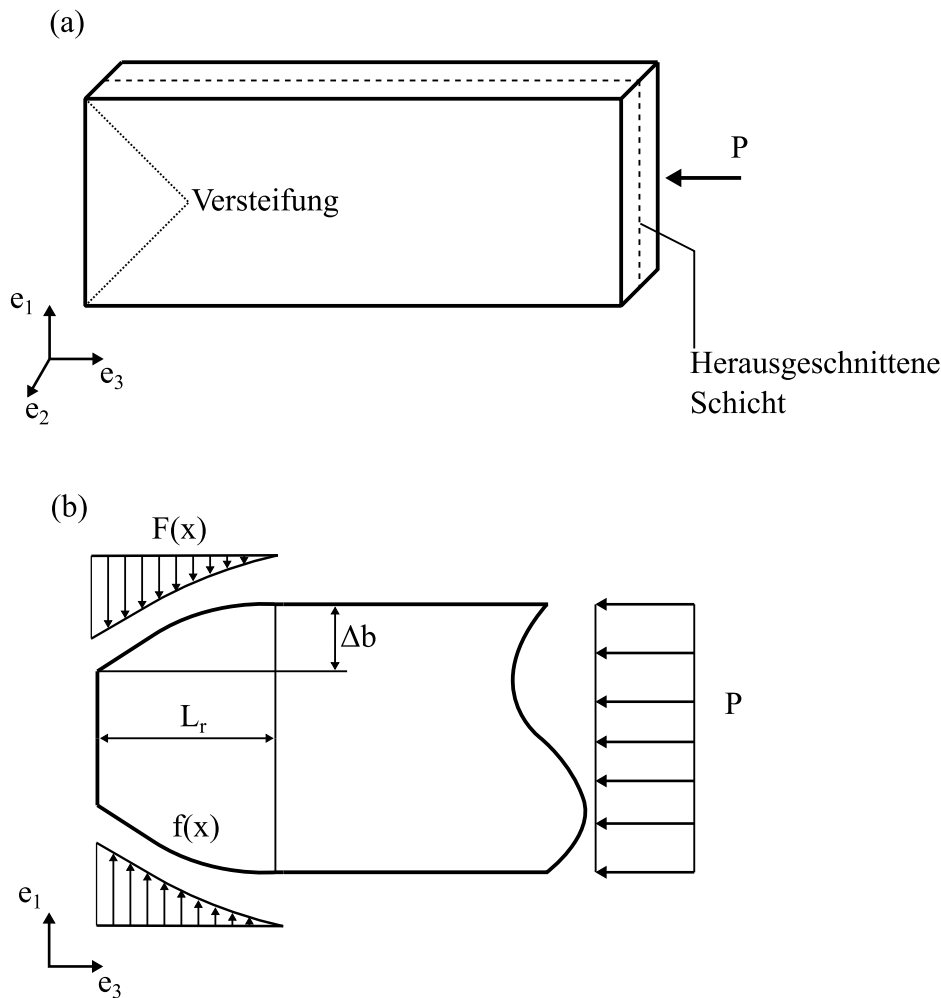 (a)
P
Versteifung
e1
e3
e2
Herausgeschnittene
Schicht
(b)
F(x)
Δb
Lr
P
f(x)
e1
e3